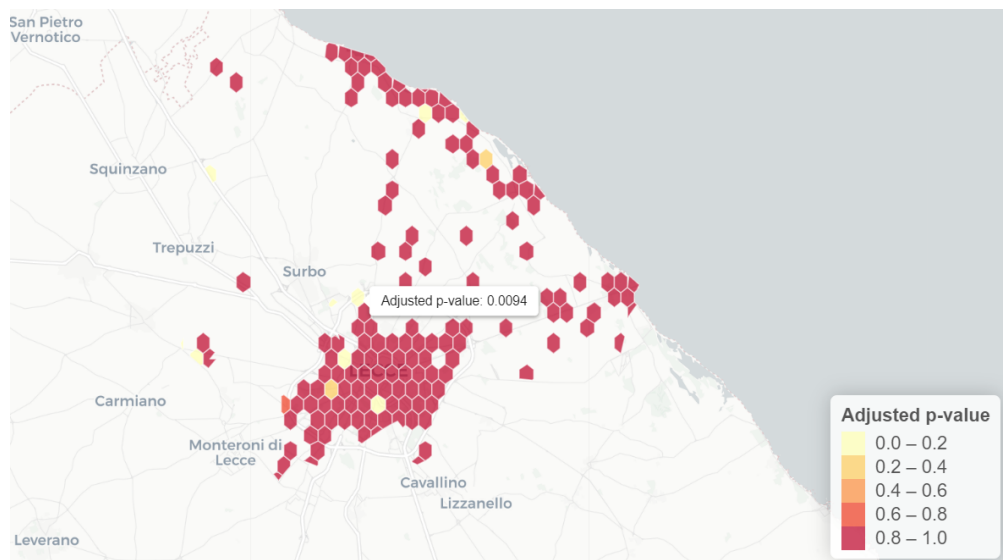 San Pietro
Vernotico
Squinzano
Trepuzzi
Surbo
Adjusted p-value: 0.0094
LECCE
Carmiano
Monteroni di
Lecce
Cavallino
Lizzanello
Leverano
Adjusted p-value
0.0 – 0.2
0.2 – 0.4
0.4 – 0.6
0.6 – 0.8
0.8 – 1.0